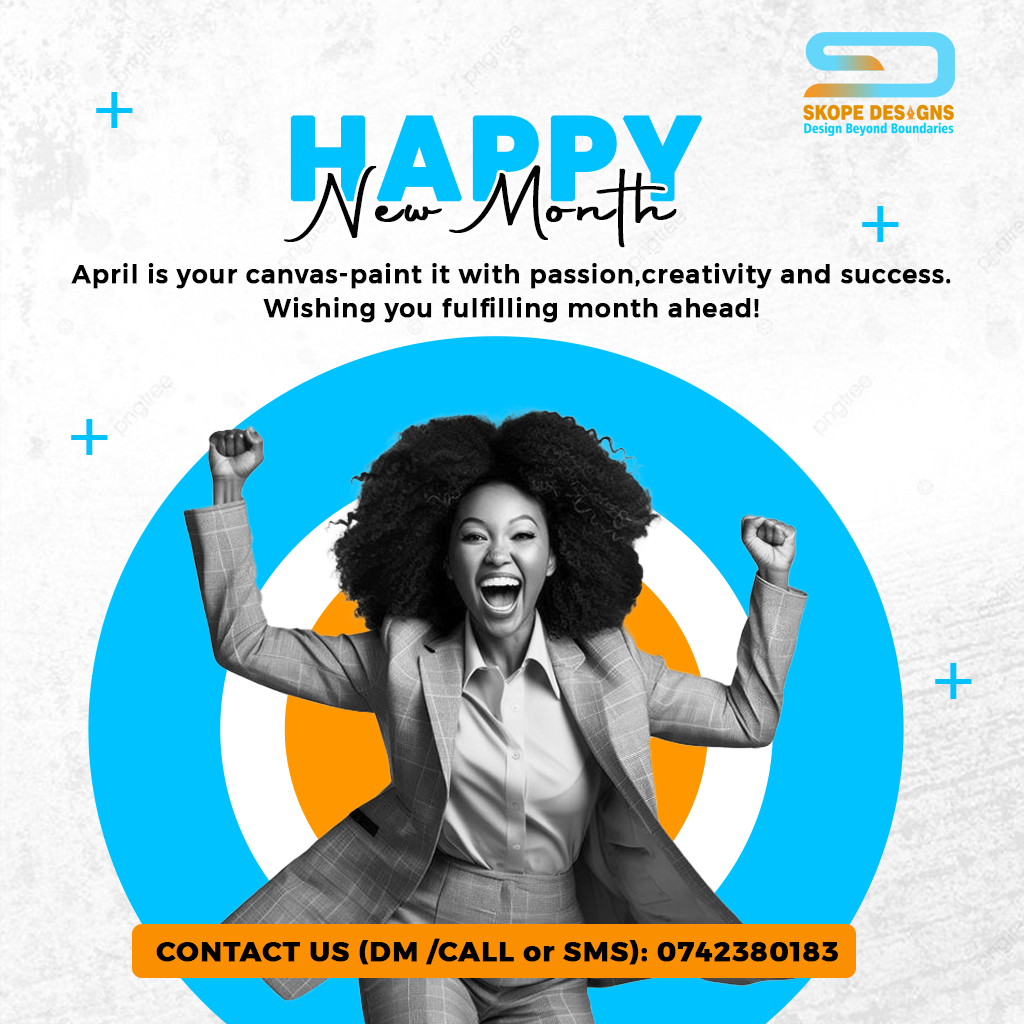 SKOPE DESIGNS
Design Beyond Boundaries
HAPPY
New Month
April is your canvas-paint it with passion,creativity and success.
Wishing you fulfilling month ahead!
CONTACT US (DM /CALL or SMS): 0742380183
pngtree